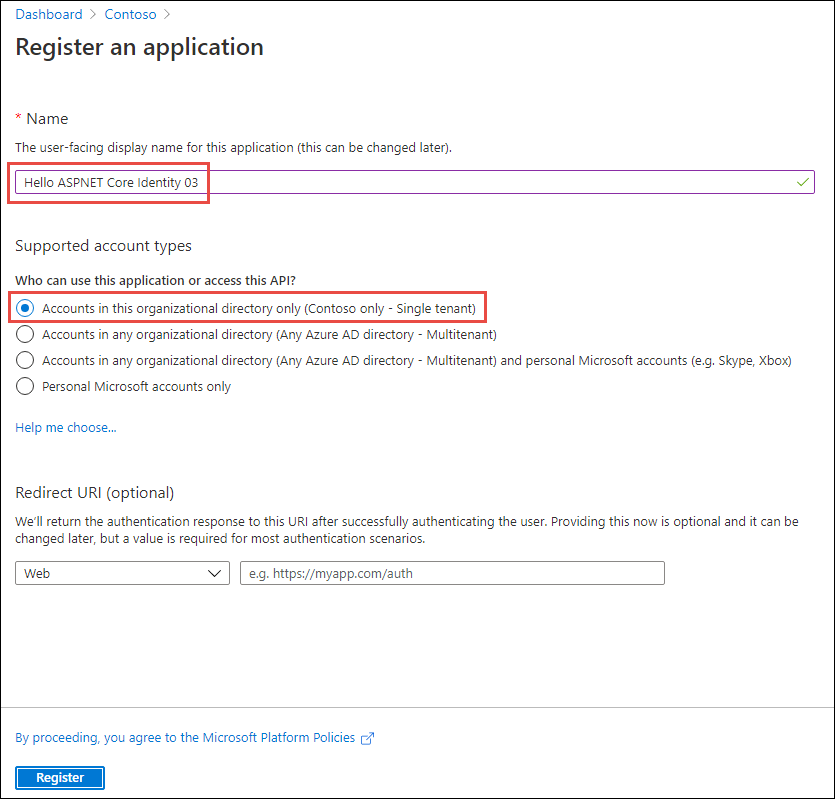 Dashboard > Contoso >
Register an application
* Name
The user-facing display name for this application (this can be changed later).
Hello ASPNET Core Identity 03
Supported account types
Who can use this application or access this API?
Accounts in this organizational directory only (Contoso only - Single tenant)
Accounts in any organizational directory (Any Azure AD directory - Multitenant)
Accounts in any organizational directory (Any Azure AD directory - Multitenant) and personal Microsoft accounts (e.g. Skype, Xbox)
Personal Microsoft accounts only
Help me choose...
Redirect URI (optional)
We'll return the authentication response to this URI after successfully authenticating the user. Providing this now is optional and it can be
changed later, but a value is required for most authentication scenarios.
Web e.g. https://myapp.com/auth
By proceeding, you agree to the Microsoft Platform Policies
Register